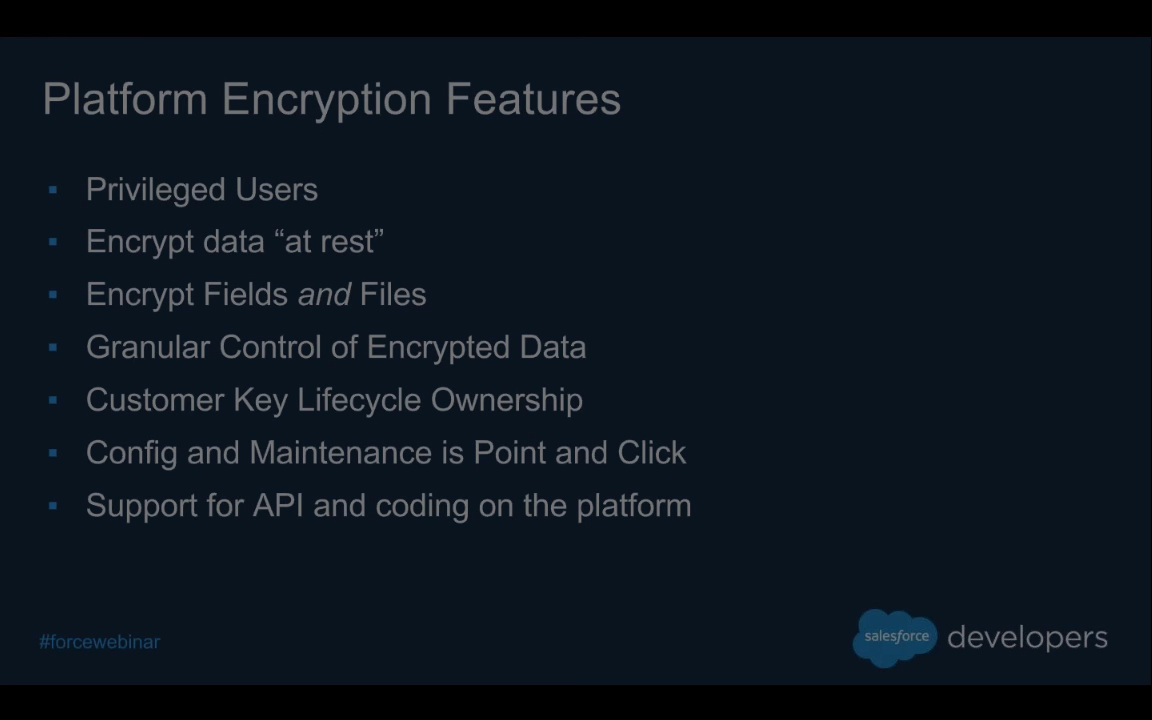 Platform Encryption Features
▪ Privileged Users
▪ Encrypt data “at rest”
▪ Encrypt Fields and Files
▪ Granular Control of Encrypted Data
▪ Customer Key Lifecycle Ownership
▪ Config and Maintenance is Point and Click
▪ Support for API and coding on the platform
#forcewebinar
salesforce developers